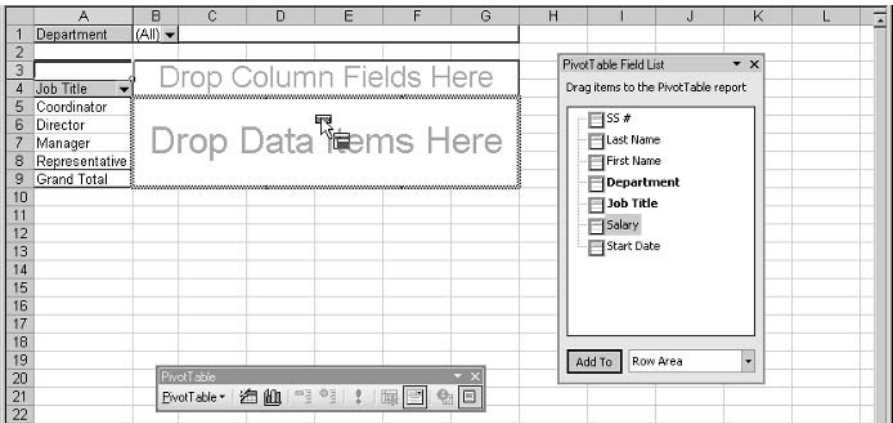 A B C D E F G H I J K L
1 Department (All)
2
3 Drop Column Fields Here
4 Job Title
5 Coordinator
6 Director
7 Manager
8 Representative
9 Grand Total
Drop Data Items Here
10
11
12
13
14
15
16
17
18
19
20
21
22
PivotTable Field List
Drag items to the PivotTable report
SS #
Last Name
First Name
Department
Job Title
Salary
Start Date
Add To Row Area
PivotTable
PivotTable